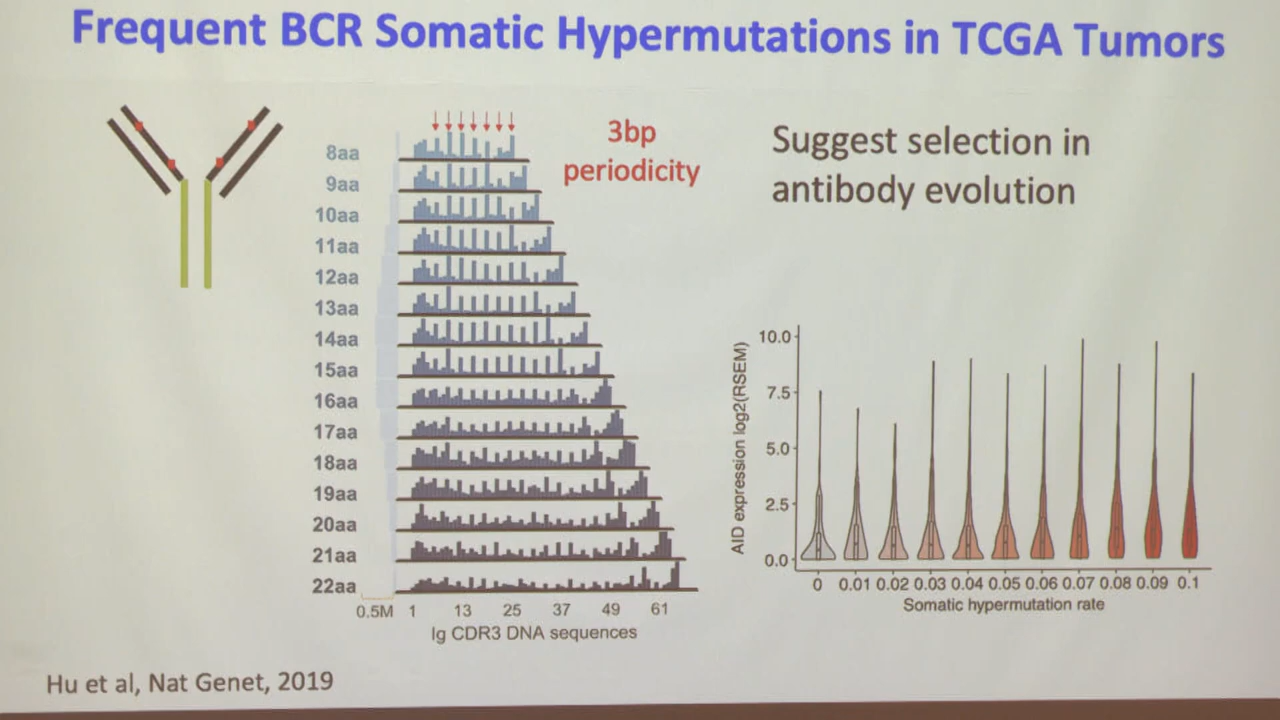 Frequent BCR Somatic Hypermutations in TCGA Tumors
3bp
periodicity
Suggest selection in
antibody evolution
8aa
9aa
10aa
11aa
12aa
13aa
14aa
15aa
16aa
17aa
18aa
19aa
20aa
21aa
22aa
0.5M 1 13 25 37 49 61
Ig CDR3 DNA sequences
AID expression log2(RSEM)
10.0
7.5
5.0
2.5
0.0
0 0.01 0.02 0.03 0.04 0.05 0.06 0.07 0.08 0.09 0.1
Somatic hypermutation rate
Hu et al, Nat Genet, 2019